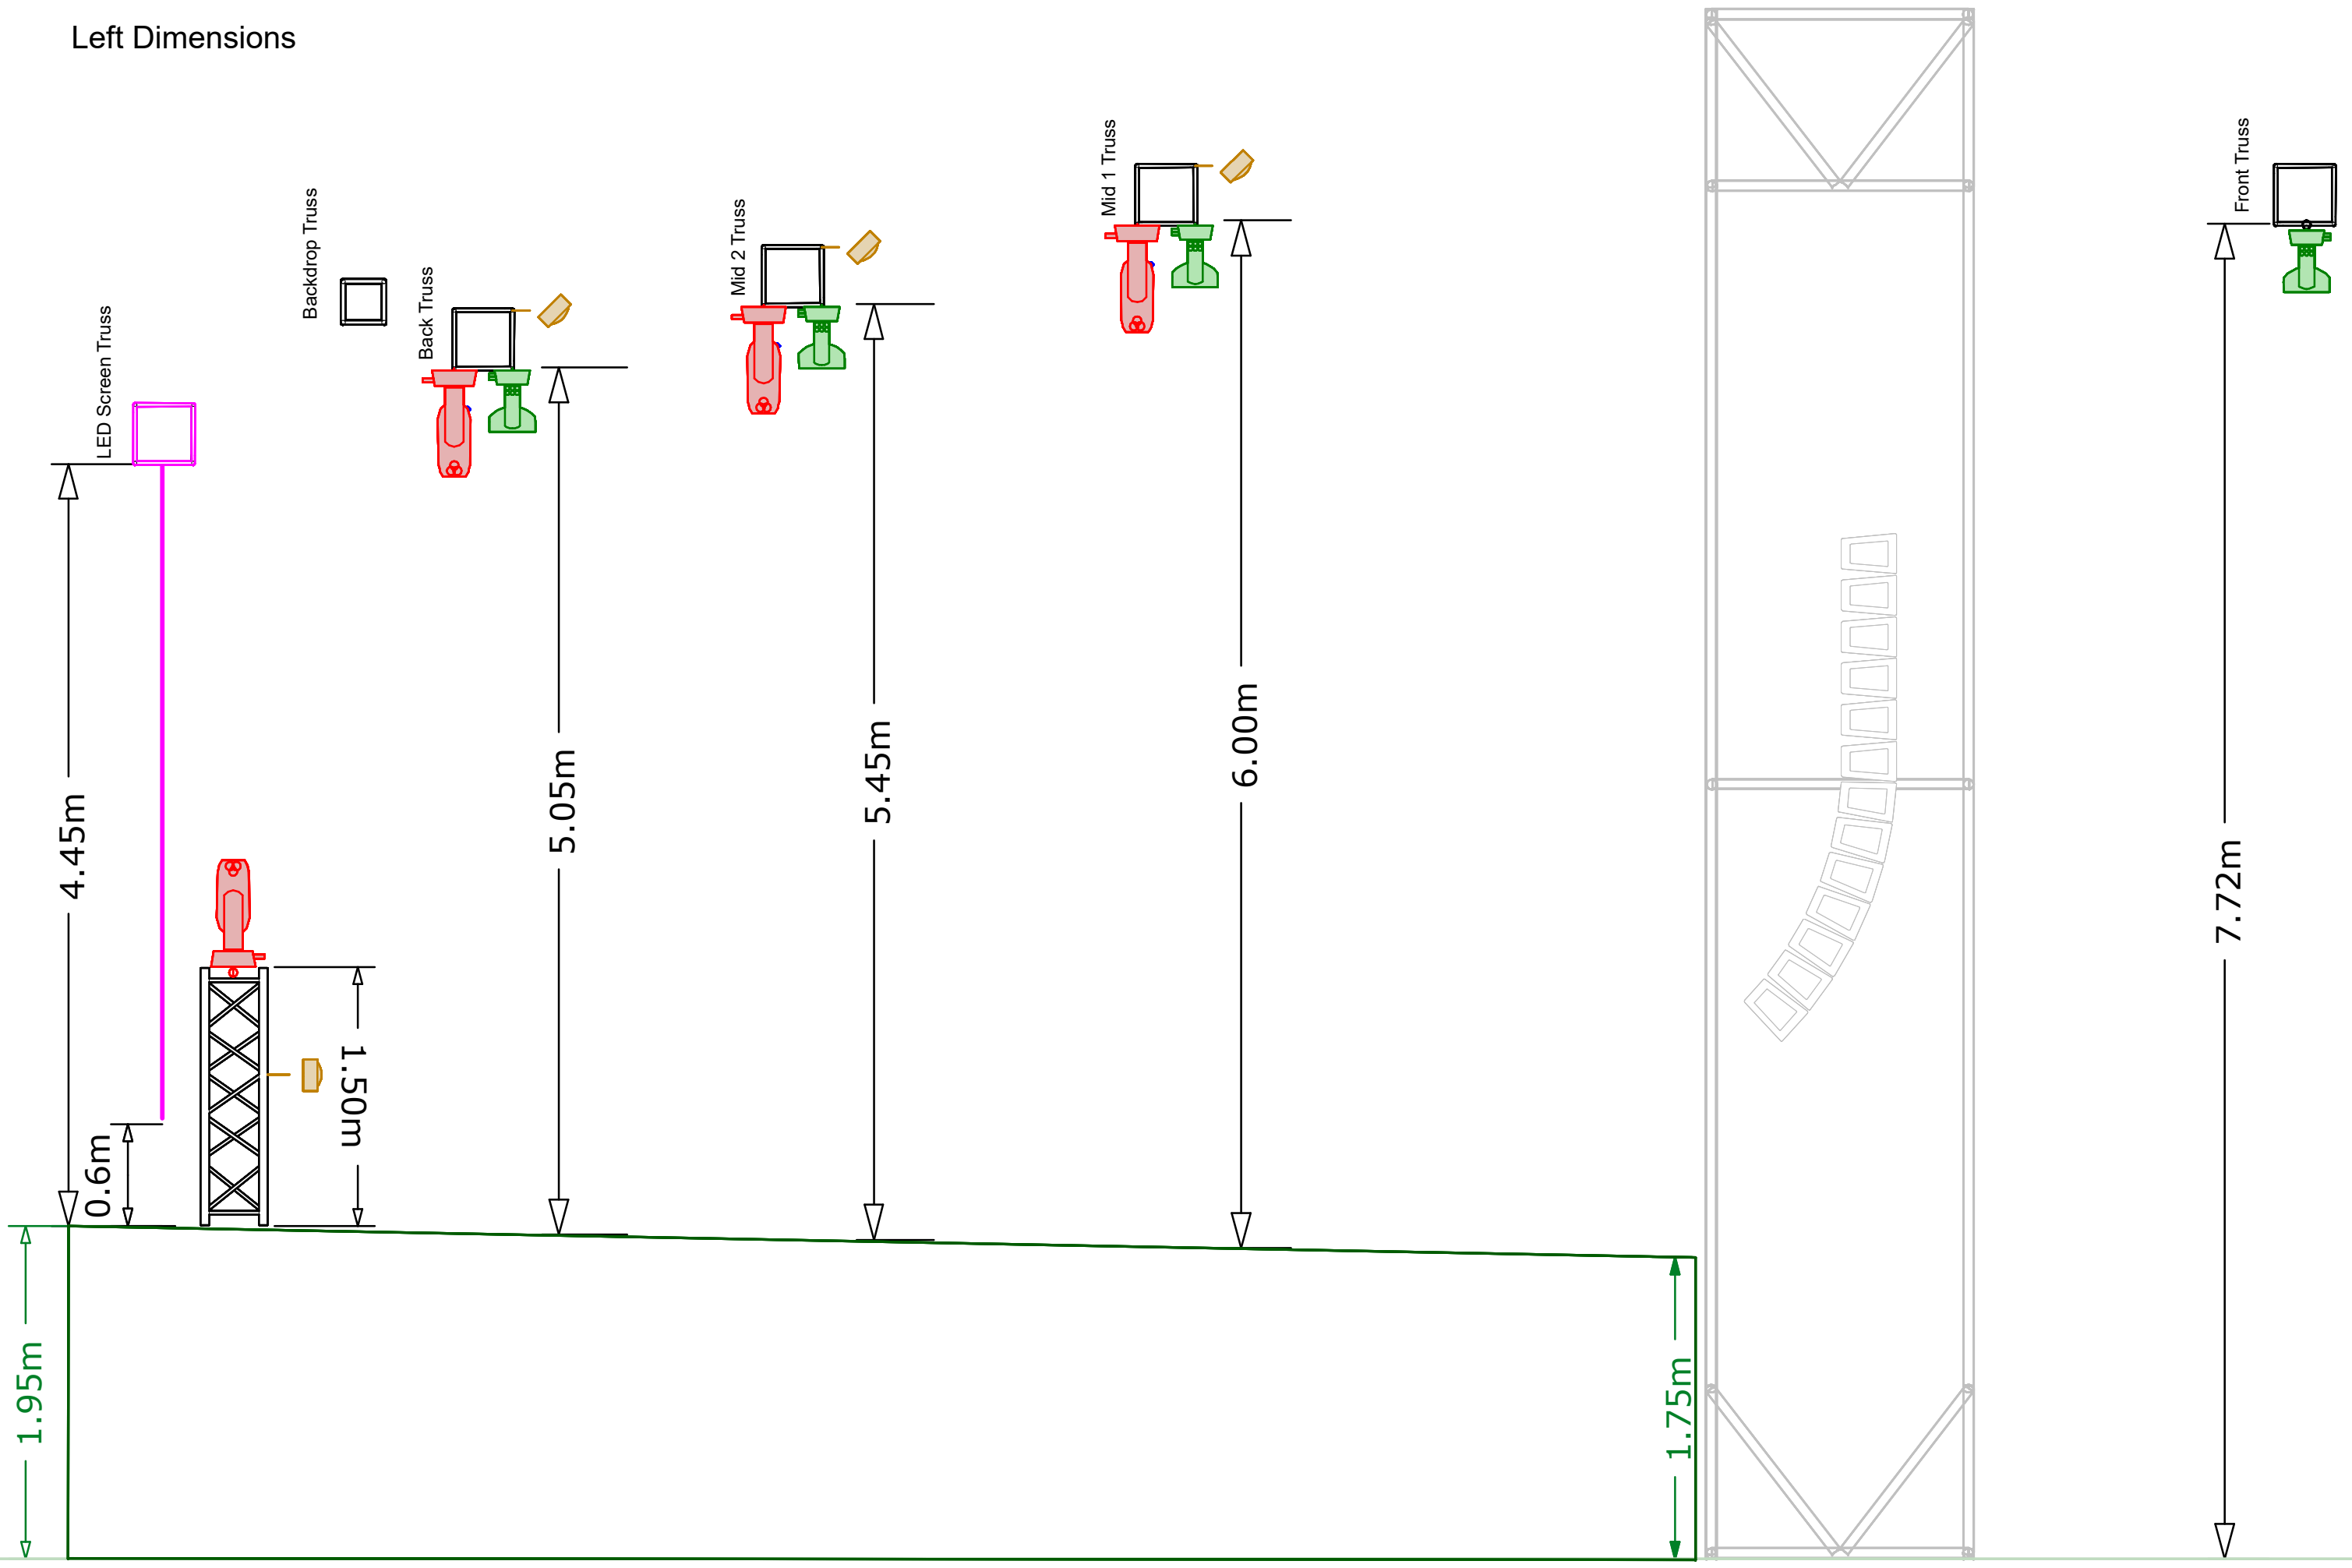 Left Dimensions
LED Screen Truss
Backdrop Truss
Back Truss
Mid 2 Truss
Mid 1 Truss
Front Truss
4.45m
0.6m
1.50m
5.05m
5.45m
6.00m
7.72m
1.95m
1.75m